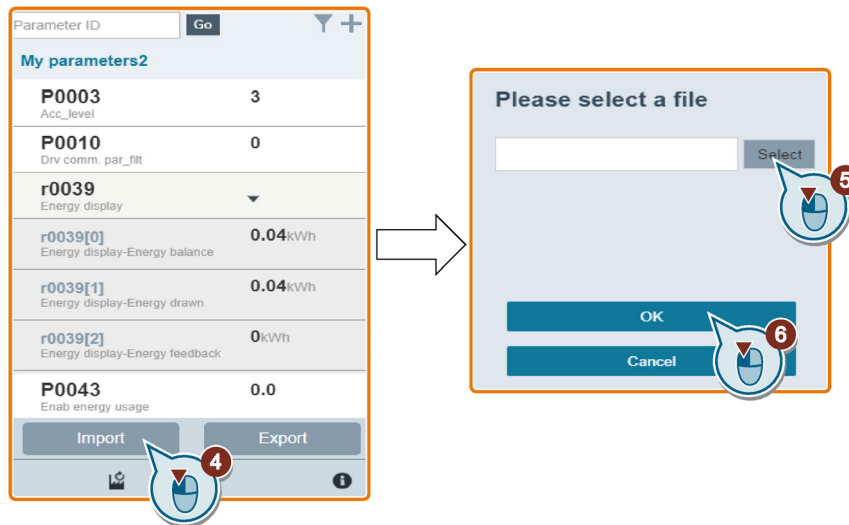 Parameter ID
Go
My parameters2
P0003 3
Acc_level
P0010 0
Drv comm. par_filt
r0039
Energy display
r0039[0] 0.04kWh
Energy display-Energy balance
r0039[1] 0.04kWh
Energy display-Energy drawn
r0039[2] 0kWh
Energy display-Energy feedback
P0043 0.0
Enab energy usage
Import Export
4
Please select a file
Select
5
OK
6
Cancel